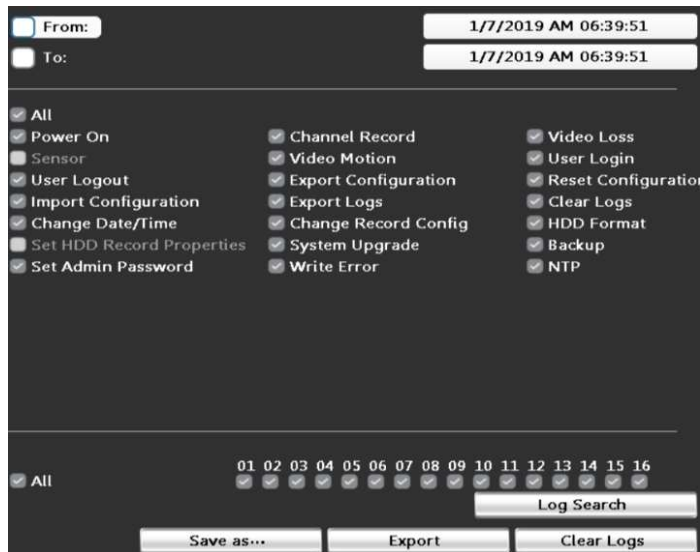 From: 1/7/2019 AM 06:39:51
To: 1/7/2019 AM 06:39:51
All
Power On Channel Record Video Loss
Sensor Video Motion User Login
User Logout Export Configuration Reset Configuration
Import Configuration Export Logs Clear Logs
Change Date/Time Change Record Config HDD Format
Set HDD Record Properties System Upgrade Backup
Set Admin Password Write Error NTP
01 02 03 04 05 06 07 08 09 10 11 12 13 14 15 16
All
Log Search
Save as... Export Clear Logs